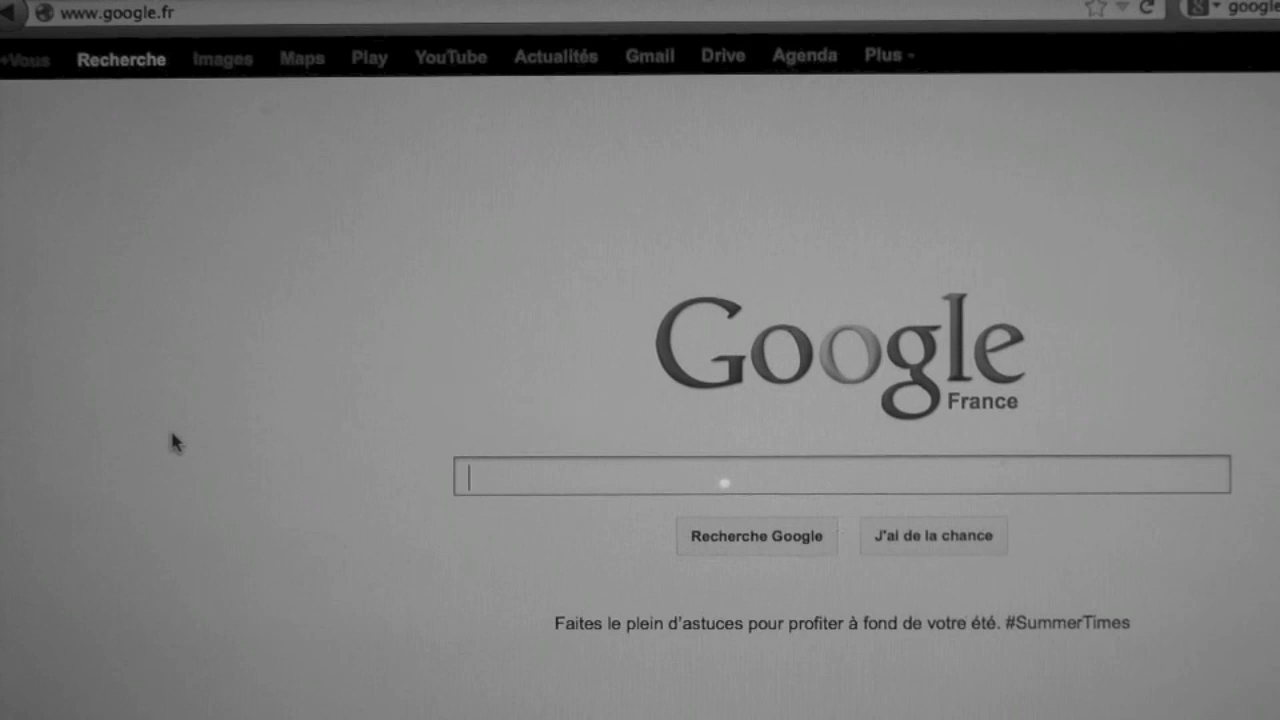 www.google.fr
google
+Vous Recherche Images Maps Play YouTube Actualités Gmail Drive Agenda Plus
Google
France
Recherche Google J'ai de la chance
Faites le plein d'astuces pour profiter à fond de votre été. #SummerTimes